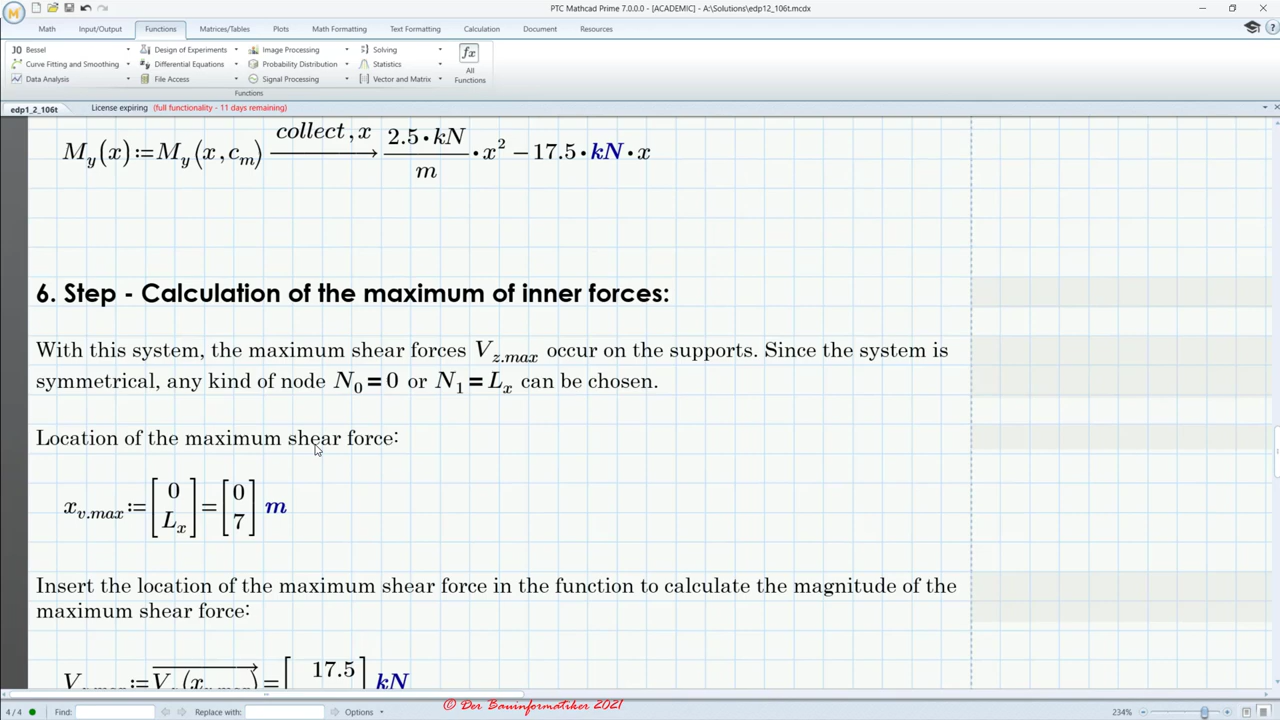 PTC Mathcad Prime 7.0.0.0 - [ACADEMIC] - A:\Solutions\edp12_106t.mcdx
Math Input/Output Functions Matrices/Tables Plots Math Formatting Text Formatting Calculation Document Resources
Bessel Design of Experiments Image Processing Solving
Curve Fitting and Smoothing Differential Equations Probability Distribution Statistics
Data Analysis File Access Signal Processing Vector and Matrix
fx
All Functions
Functions
edp1_2_106t License expiring (full functionality - 11 days remaining)
M_y(x):=M_y(x,c_m) collect,x → 2.5·kN/m·x²−17.5·kN·x
6. Step - Calculation of the maximum of inner forces:
With this system, the maximum shear forces V_z.max occur on the supports. Since the system is
symmetrical, any kind of node N_0=0 or N_1=L_x can be chosen.
Location of the maximum shear force:
x_v.max:=[0 L_x]=[0 7] m
Insert the location of the maximum shear force in the function to calculate the magnitude of the
maximum shear force:
17.5
kN
© Der Bauinformatiker 2021
4 / 4 Find: Replace with: Options 234%